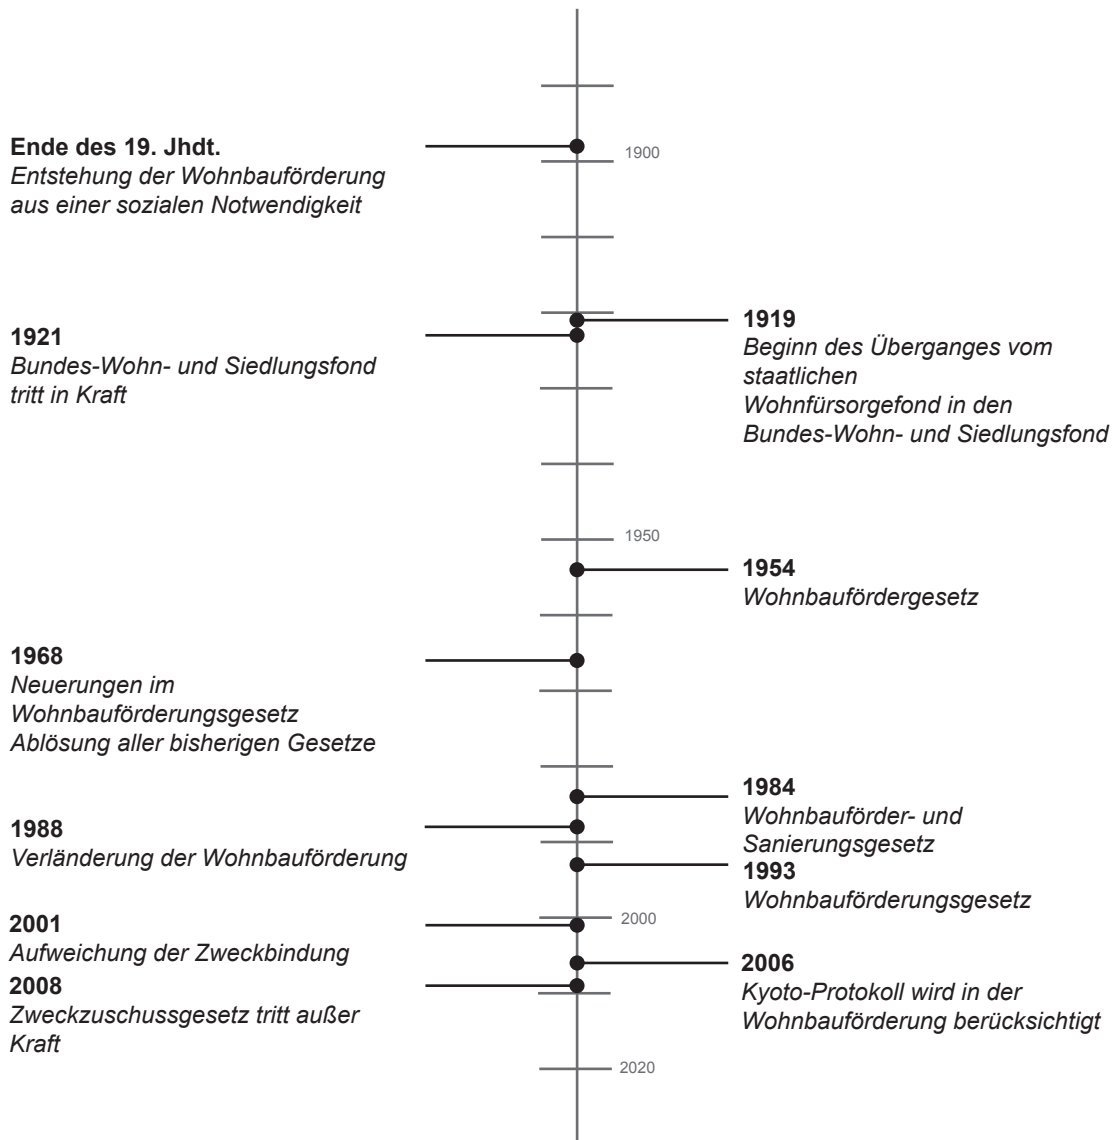 Ende des 19. Jhdt.
Entstehung der Wohnbauförderung
aus einer sozialen Notwendigkeit
1900
1919
Beginn des Überganges vom
staatlichen
Wohnfürsorgefond in den
Bundes-Wohn- und Siedlungsfond
1921
Bundes-Wohn- und Siedlungsfond
tritt in Kraft
1950
1954
Wohnbaufördergesetz
1968
Neuerungen im
Wohnbauförderungsgesetz
Ablösung aller bisherigen Gesetze
1984
Wohnbauförder- und
Sanierungsgesetz
1988
Verländerung der Wohnbauförderung
1993
Wohnbauförderungsgesetz
2000
2001
Aufweichung der Zweckbindung
2006
Kyoto-Protokoll wird in der
Wohnbauförderung berücksichtigt
2008
Zweckzuschussgesetz tritt außer
Kraft
2020